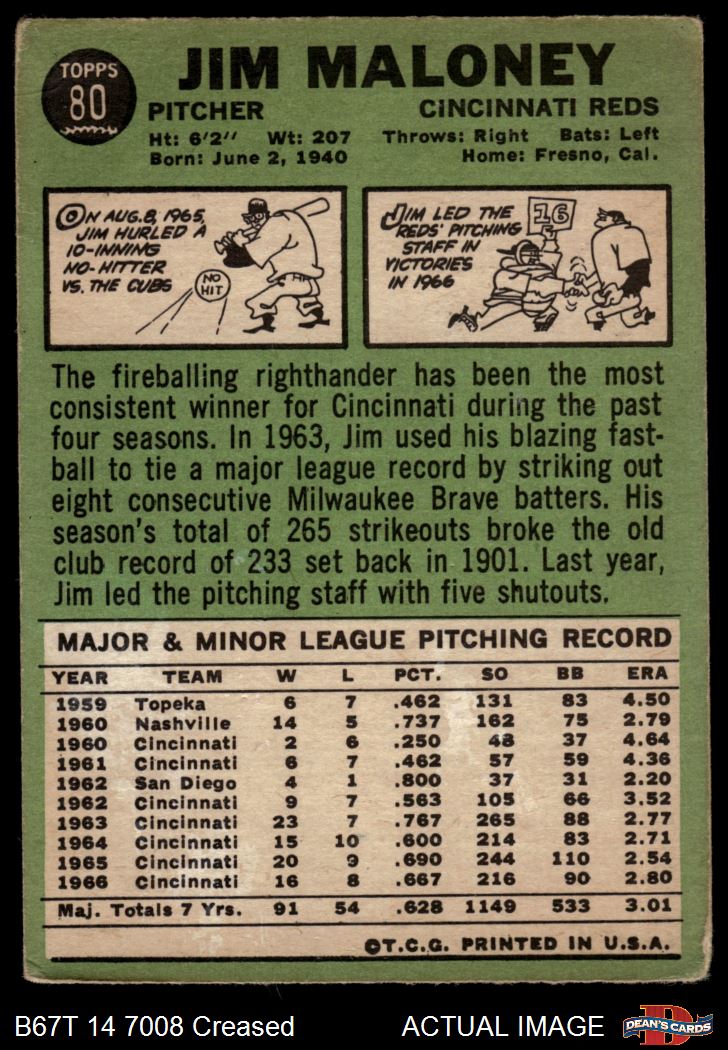 TOPPS
80
JIM MALONEY
PITCHER CINCINNATI REDS
Ht: 6'2" Wt: 207 Throws: Right Bats: Left
Born: June 2, 1940 Home: Fresno, Cal.
ON AUG. 8, 1965,
JIM HURLED A
10-INNING
NO-HITTER
VS. THE CUBS
NO
HIT
JIM LED THE
REDS' PITCHING
STAFF IN
VICTORIES
IN 1966
16
The fireballing righthander has been the most
consistent winner for Cincinnati during the past
four seasons. In 1963, Jim used his blazing fast-
ball to tie a major league record by striking out
eight consecutive Milwaukee Brave batters. His
season's total of 265 strikeouts broke the old
club record of 233 set back in 1901. Last year,
Jim led the pitching staff with five shutouts.
MAJOR & MINOR LEAGUE PITCHING RECORD
YEAR TEAM W L PCT. SO BB ERA
1959 Topeka 6 7 .462 131 83 4.50
1960 Nashville 14 5 .737 162 75 2.79
1960 Cincinnati 2 6 .250 48 37 4.64
1961 Cincinnati 6 7 .462 57 59 4.36
1962 San Diego 4 1 .800 37 31 2.20
1962 Cincinnati 9 7 .563 105 66 3.52
1963 Cincinnati 23 7 .767 265 88 2.77
1964 Cincinnati 15 10 .600 214 83 2.71
1965 Cincinnati 20 9 .690 244 110 2.54
1966 Cincinnati 16 8 .667 216 90 2.80
Maj. Totals 7 Yrs. 91 54 .628 1149 533 3.01
©T.C.G. PRINTED IN U.S.A.
B67T 14 7008 Creased ACTUAL IMAGE
D
DEAN'S CARDS